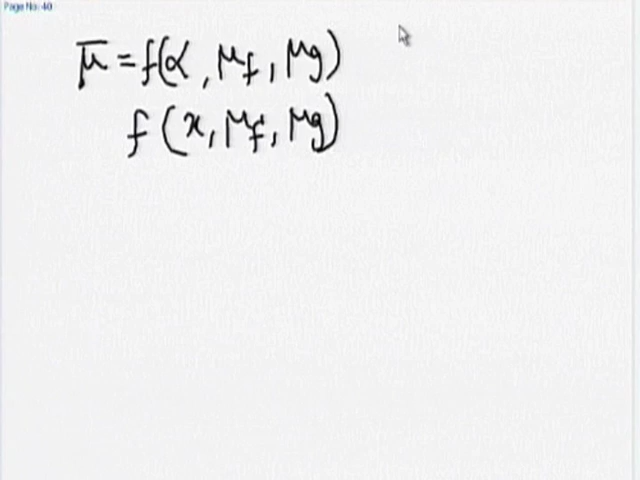 Page No: 40
μ̅ = f(α, μf, μg)
f(x, μf, μg)